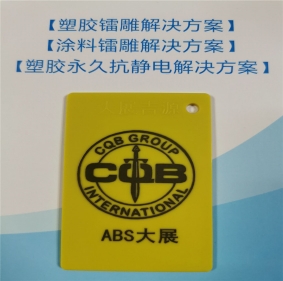 【塑胶镭雕解决方案】
【涂料镭雕解决方案】
【塑胶永久抗静电解决方案】
CQB GROUP
CQB
INTERNATIONAL
ABS大展